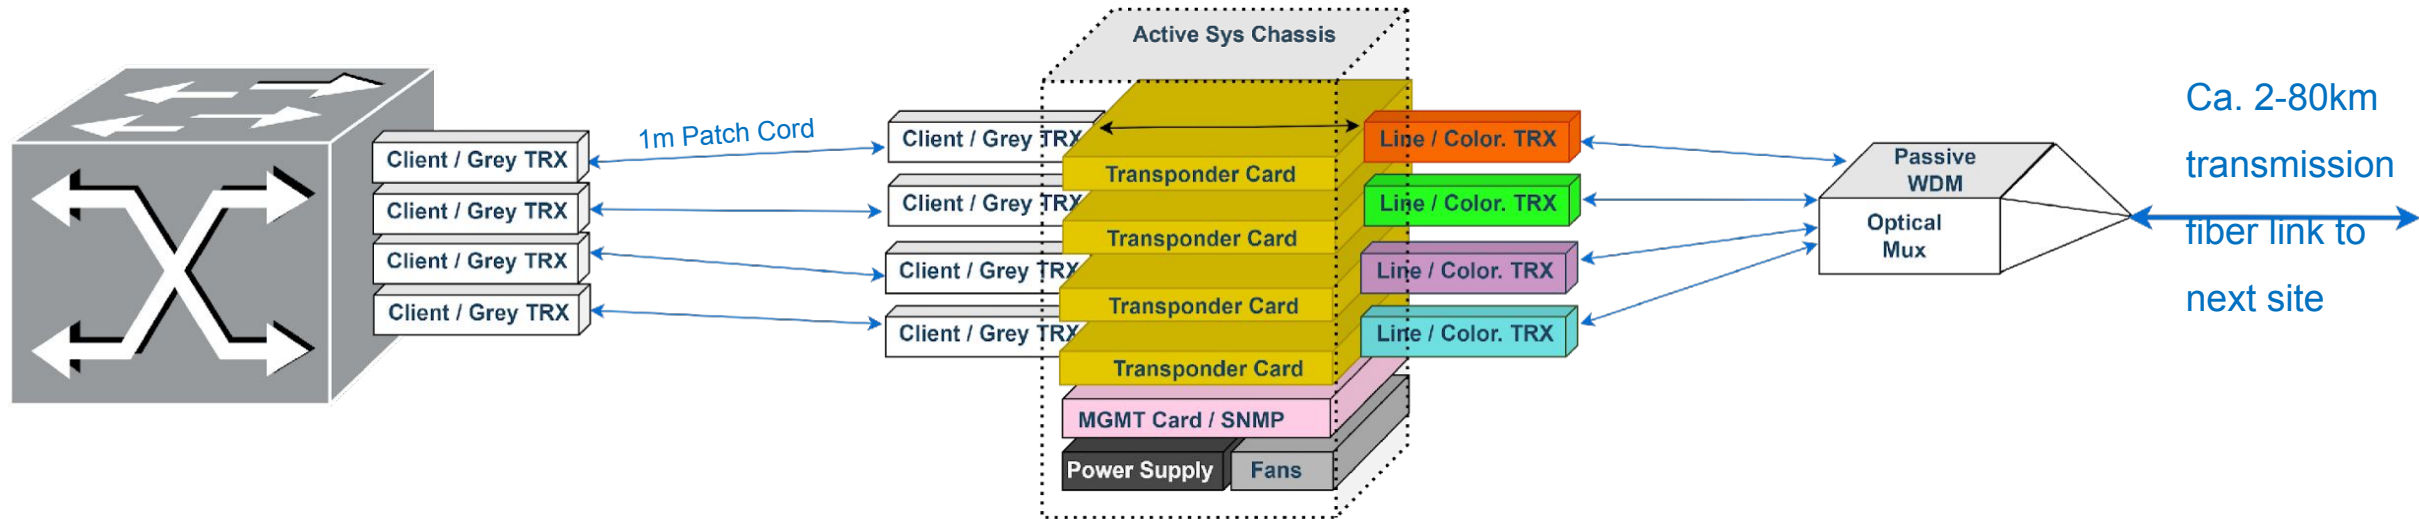 Active Sys Chassis
Client / Grey TRX
Client / Grey TRX
Client / Grey TRX
Client / Grey TRX
1m Patch Cord
Client / Grey TRX
Client / Grey TRX
Client / Grey TRX
Client / Grey TRX
Transponder Card
Transponder Card
Transponder Card
Transponder Card
MGMT Card / SNMP
Power Supply
Fans
Line / Color. TRX
Line / Color. TRX
Line / Color. TRX
Line / Color. TRX
Passive
WDM
Optical
Mux
Ca. 2-80km
transmission
fiber link to
next site